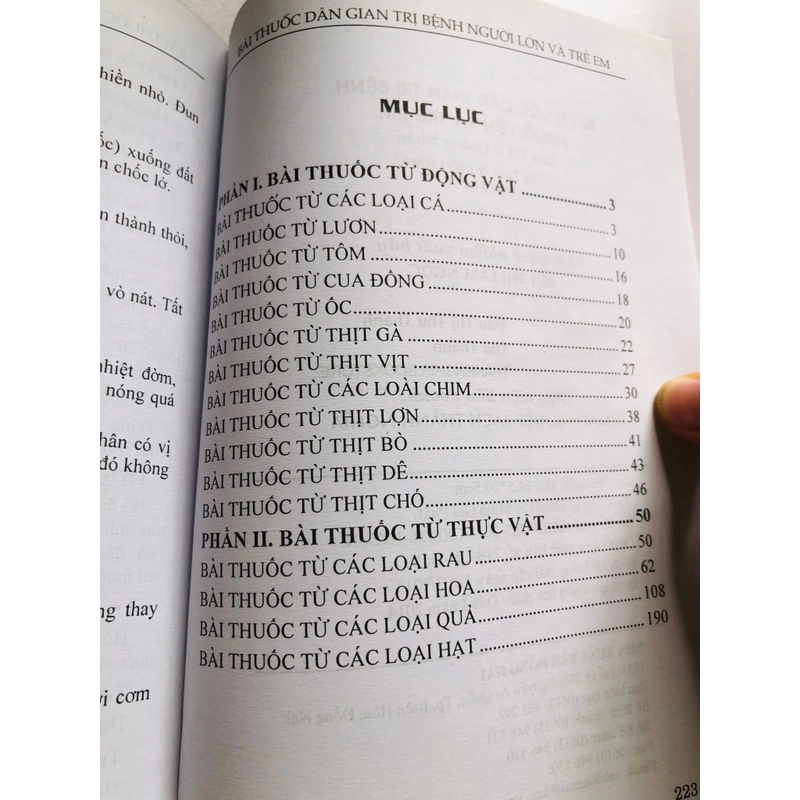 hiền nhỏ. Đun
ốc) xuống đất
n chốc lở.
n thành thỏi,
vò nát. Tất
nhiệt đờm,
nóng quá
hân có vị
đó không
ng thay
vị cơm
BÀI THUỐC DÂN GIAN TRỊ BỆNH NGƯỜI LỚN VÀ TRẺ EM
MỤC LỤC
PHẦN I. BÀI THUỐC TỪ ĐỘNG VẬT ..................... 3
BÀI THUỐC TỪ CÁC LOẠI CÁ ..................... 3
BÀI THUỐC TỪ LƯƠN ..................... 10
BÀI THUỐC TỪ TÔM ..................... 16
BÀI THUỐC TỪ CUA ĐỒNG ..................... 18
BÀI THUỐC TỪ ỐC ..................... 20
BÀI THUỐC TỪ THỊT GÀ ..................... 22
BÀI THUỐC TỪ THỊT VỊT ..................... 27
BÀI THUỐC TỪ CÁC LOÀI CHIM ..................... 30
BÀI THUỐC TỪ THỊT LỢN ..................... 38
BÀI THUỐC TỪ THỊT BÒ ..................... 41
BÀI THUỐC TỪ THỊT DÊ ..................... 43
BÀI THUỐC TỪ THỊT CHÓ ..................... 46
PHẦN II. BÀI THUỐC TỪ THỰC VẬT ..................... 50
BÀI THUỐC TỪ CÁC LOẠI RAU ..................... 50
BÀI THUỐC TỪ CÁC LOẠI HOA ..................... 62
BÀI THUỐC TỪ CÁC LOẠI QUẢ ..................... 108
BÀI THUỐC TỪ CÁC LOẠI HẠT ..................... 190
223